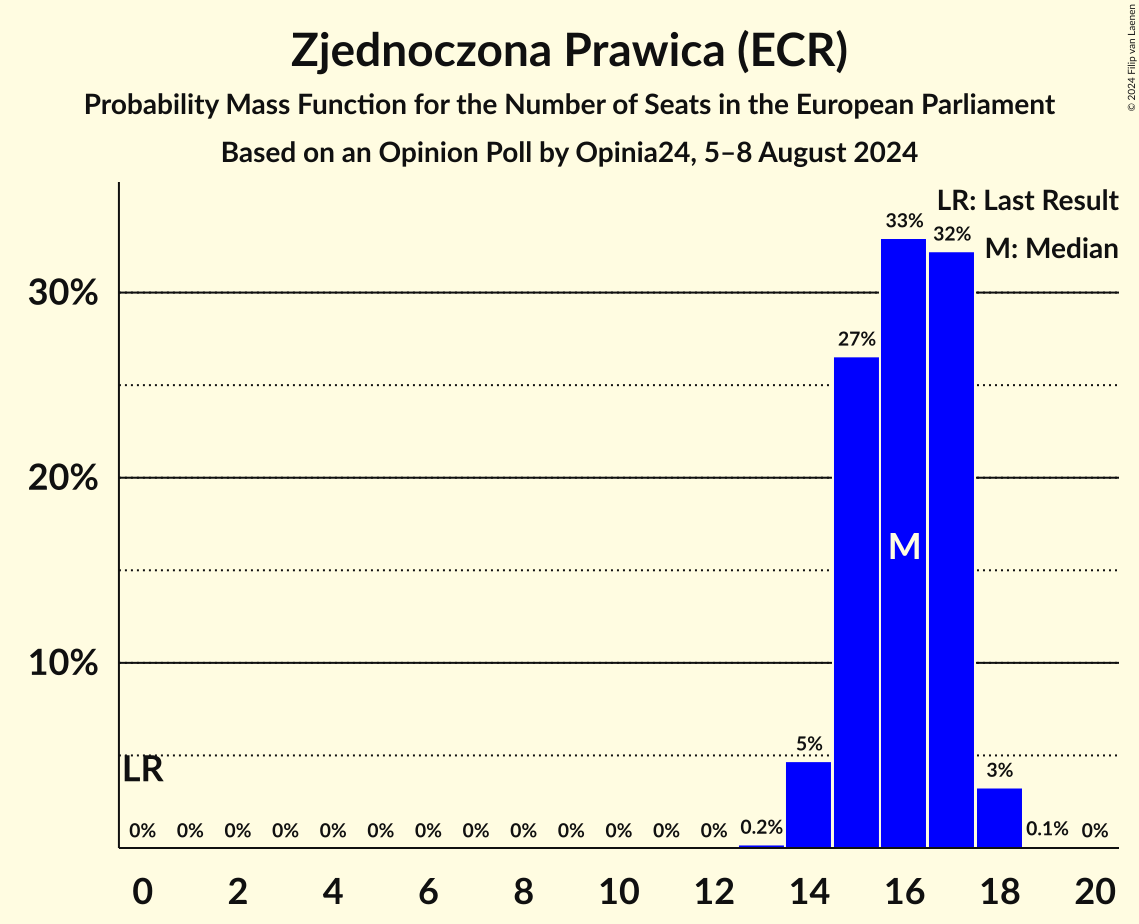 Zjednoczona Prawica (ECR)
Probability Mass Function for the Number of Seats in the European Parliament
Based on an Opinion Poll by Opinia24, 5–8 August 2024
© 2024 Filip van Laenen
LR: Last Result
M: Median
33%
32%
30%
27%
20%
M
10%
5%
LR
3%
0% 0% 0% 0% 0% 0% 0% 0% 0% 0% 0% 0% 0% 0.2% 0.1% 0%
0 2 4 6 8 10 12 14 16 18 20